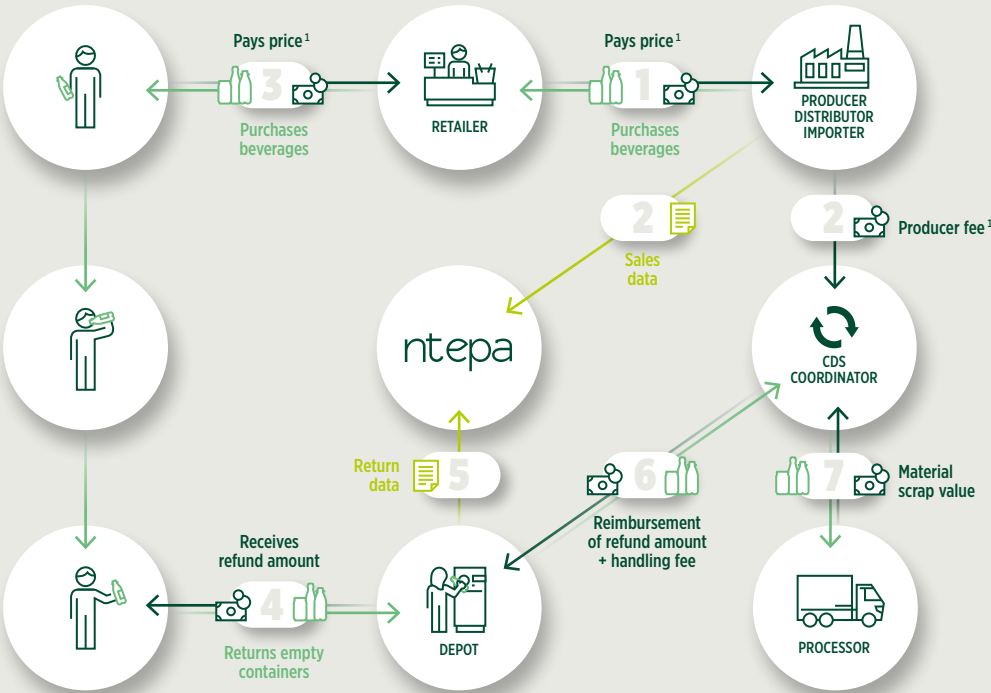 Pays price 1
3
Purchases
beverages
RETAILER
Pays price 1
1
Purchases
beverages
PRODUCER
DISTRIBUTOR
IMPORTER
2
Sales
data
2
Producer fee 1
ntepa
CDS
COORDINATOR
Return
data
5
6
Reimbursement
of refund amount
+ handling fee
7
Material
scrap value
Receives
refund amount
4
Returns empty
containers
DEPOT
PROCESSOR